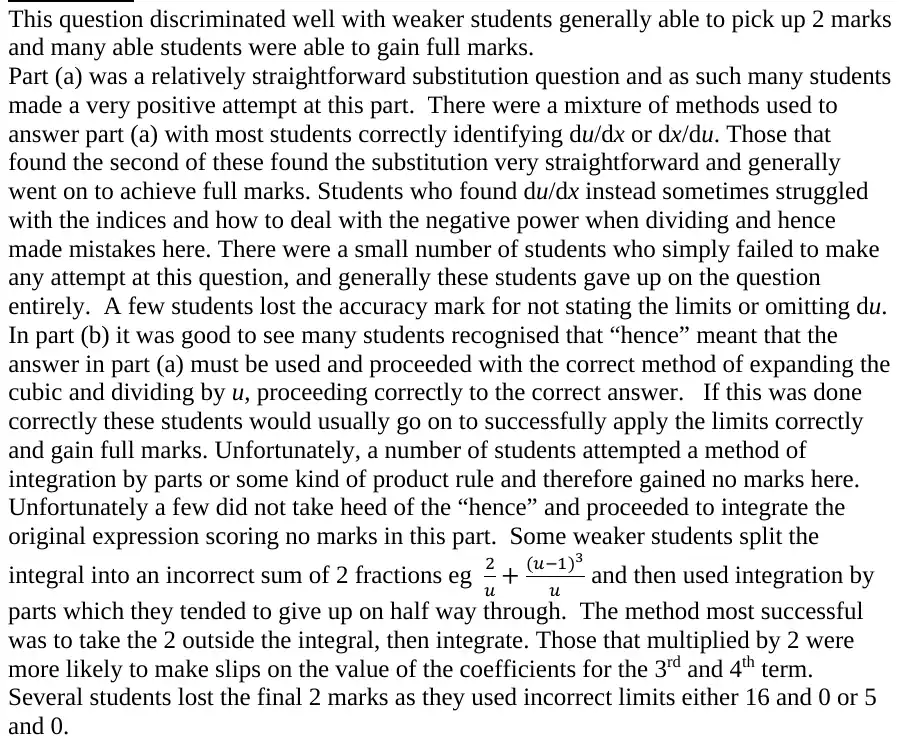 This question discriminated well with weaker students generally able to pick up 2 marks
and many able students were able to gain full marks.
Part (a) was a relatively straightforward substitution question and as such many students
made a very positive attempt at this part.  There were a mixture of methods used to
answer part (a) with most students correctly identifying du/dx or dx/du. Those that
found the second of these found the substitution very straightforward and generally
went on to achieve full marks. Students who found du/dx instead sometimes struggled
with the indices and how to deal with the negative power when dividing and hence
made mistakes here. There were a small number of students who simply failed to make
any attempt at this question, and generally these students gave up on the question
entirely.  A few students lost the accuracy mark for not stating the limits or omitting du.
In part (b) it was good to see many students recognised that “hence” meant that the
answer in part (a) must be used and proceeded with the correct method of expanding the
cubic and dividing by u, proceeding correctly to the correct answer.   If this was done
correctly these students would usually go on to successfully apply the limits correctly
and gain full marks. Unfortunately, a number of students attempted a method of
integration by parts or some kind of product rule and therefore gained no marks here.
Unfortunately a few did not take heed of the “hence” and proceeded to integrate the
original expression scoring no marks in this part.  Some weaker students split the
integral into an incorrect sum of 2 fractions eg 2/u + (u−1)³/u and then used integration by
parts which they tended to give up on half way through.  The method most successful
was to take the 2 outside the integral, then integrate. Those that multiplied by 2 were
more likely to make slips on the value of the coefficients for the 3rd and 4th term.
Several students lost the final 2 marks as they used incorrect limits either 16 and 0 or 5
and 0.